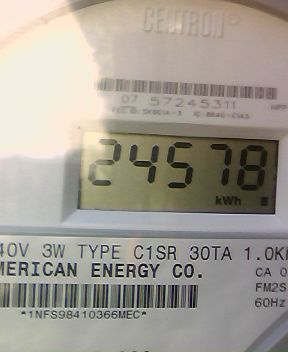 CENTRON®
07 57245311
24578
kWh
40V 3W TYPE C1SR 30TA 1.0K
MERICAN ENERGY CO.
CA 0
FM2S
60Hz
*1NFS98410366MEC*